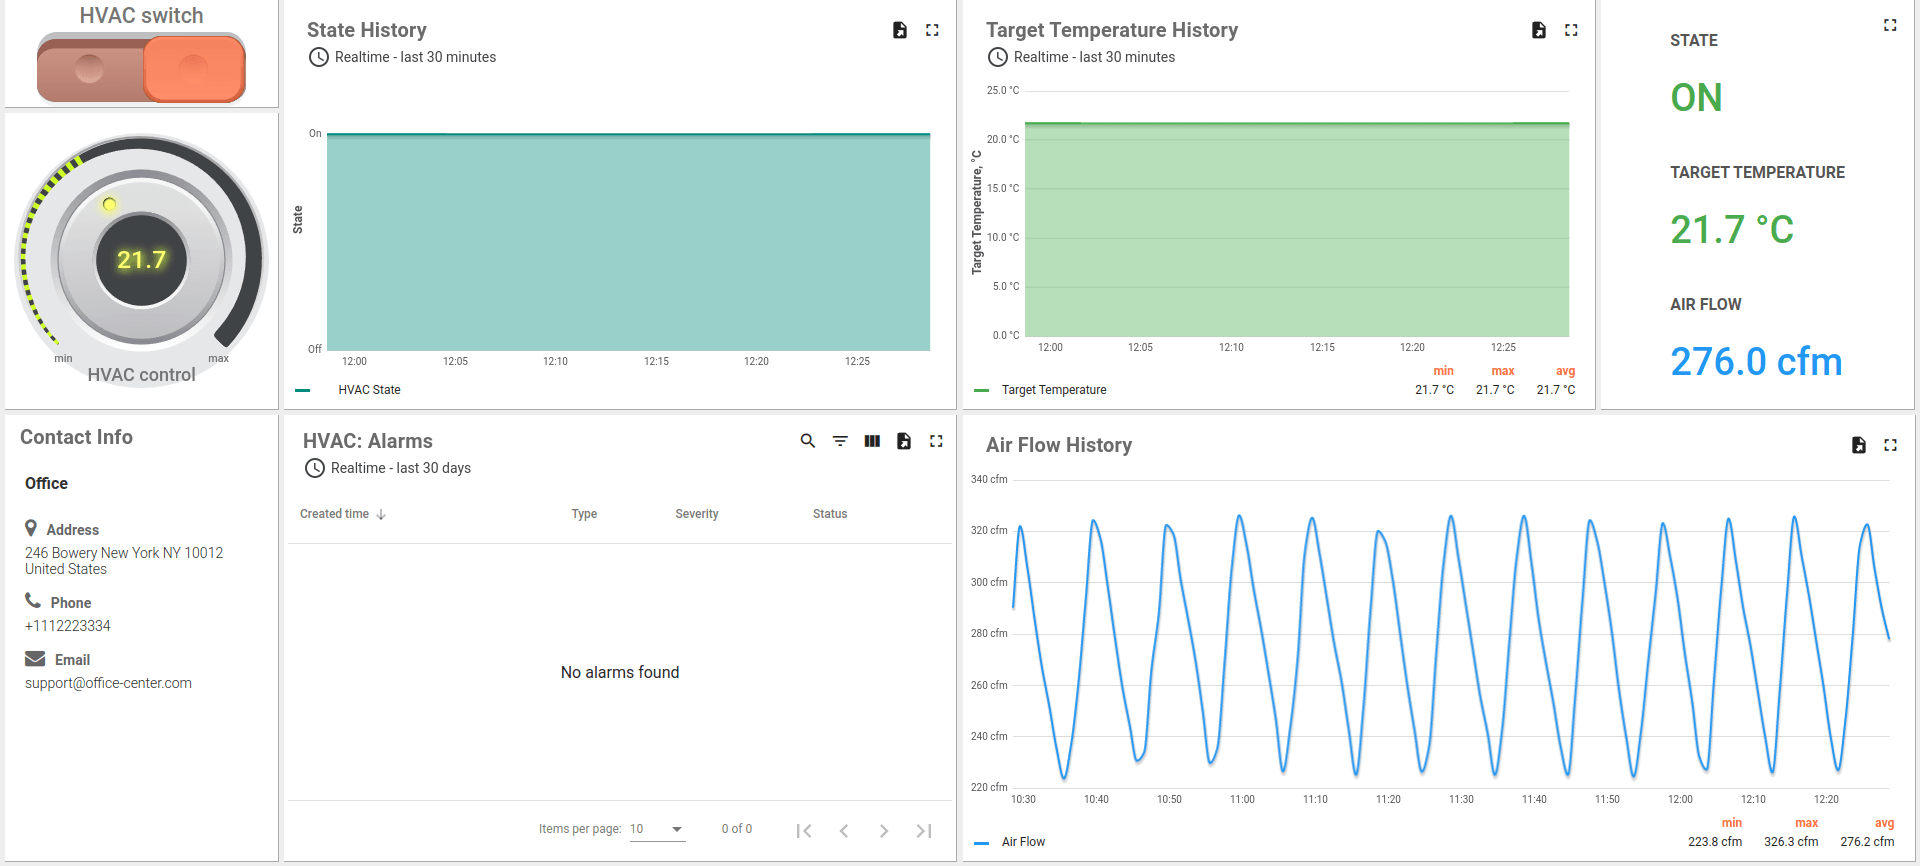 HVAC switch
21.7
min
max
HVAC control
State History
Realtime - last 30 minutes
On
State
Off
12:00 12:05 12:10 12:15 12:20 12:25
HVAC State
Target Temperature History
Realtime - last 30 minutes
25.0 °C
20.0 °C
15.0 °C
10.0 °C
5.0 °C
0.0 °C
Target Temperature, °C
12:00 12:05 12:10 12:15 12:20 12:25
min max avg
Target Temperature 21.7 °C 21.7 °C 21.7 °C
STATE
ON
TARGET TEMPERATURE
21.7 °C
AIR FLOW
276.0 cfm
Contact Info
Office
Address
246 Bowery New York NY 10012
United States
Phone
+1112223334
Email
support@office-center.com
HVAC: Alarms
Realtime - last 30 days
Created time Type Severity Status
No alarms found
Items per page: 10 0 of 0
Air Flow History
340 cfm
320 cfm
300 cfm
280 cfm
260 cfm
240 cfm
220 cfm
10:30 10:40 10:50 11:00 11:10 11:20 11:30 11:40 11:50 12:00 12:10 12:20
min max avg
Air Flow 223.8 cfm 326.3 cfm 276.2 cfm